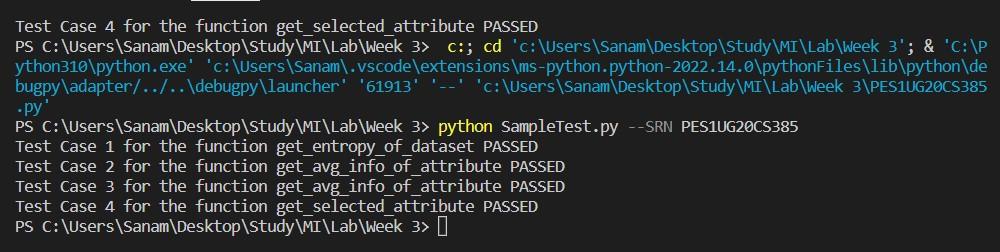 Test Case 4 for the function get_selected_attribute PASSED
PS C:\Users\Sanam\Desktop\Study\MI\Lab\Week 3>  c:; cd 'c:\Users\Sanam\Desktop\Study\MI\Lab\Week 3'; & 'C:\P
ython310\python.exe' 'c:\Users\Sanam\.vscode\extensions\ms-python.python-2022.14.0\pythonFiles\lib\python\de
bugpy\adapter/../..\debugpy\launcher' '61913' '--' 'c:\Users\Sanam\Desktop\Study\MI\Lab\Week 3\PES1UG20CS385
.py'
PS C:\Users\Sanam\Desktop\Study\MI\Lab\Week 3> python SampleTest.py --SRN PES1UG20CS385
Test Case 1 for the function get_entropy_of_dataset PASSED
Test Case 2 for the function get_avg_info_of_attribute PASSED
Test Case 3 for the function get_avg_info_of_attribute PASSED
Test Case 4 for the function get_selected_attribute PASSED
PS C:\Users\Sanam\Desktop\Study\MI\Lab\Week 3>